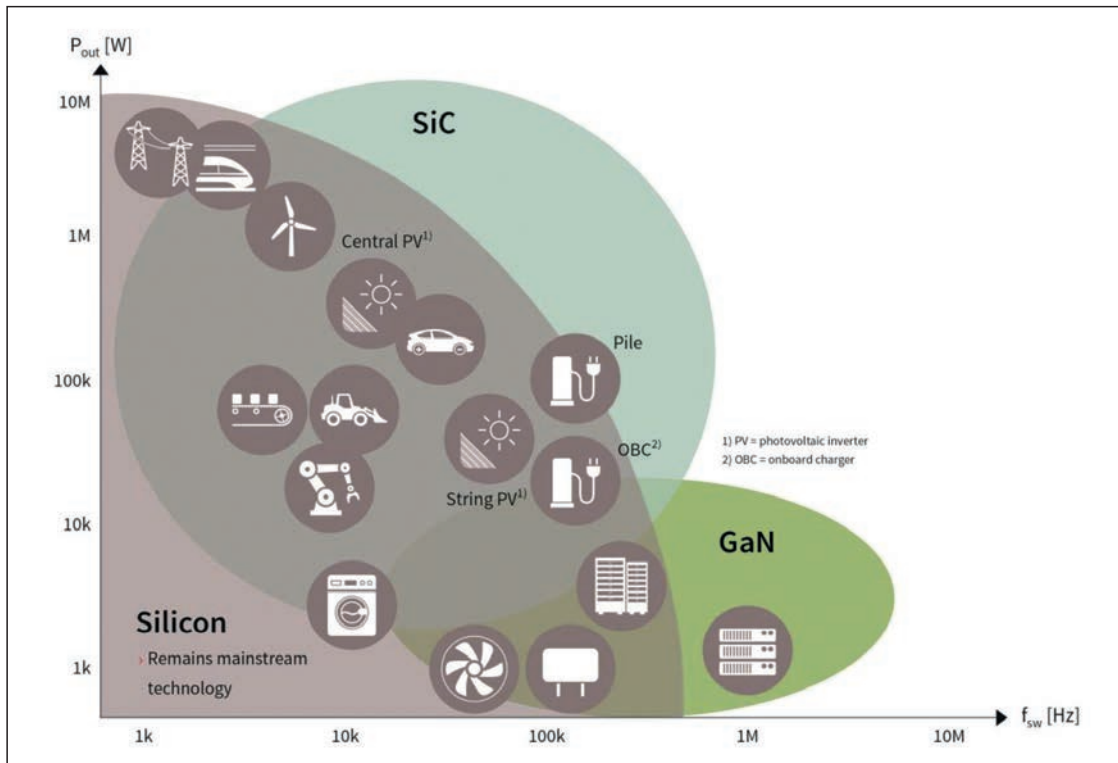 P_out [W]
10M
SiC
1M
Central PV¹⁾
Pile
100k
1) PV = photovoltaic inverter
2) OBC = onboard charger
OBC²⁾
String PV¹⁾
10k
GaN
Silicon
› Remains mainstream
technology
1k
1k 10k 100k 1M 10M
f_sw [Hz]